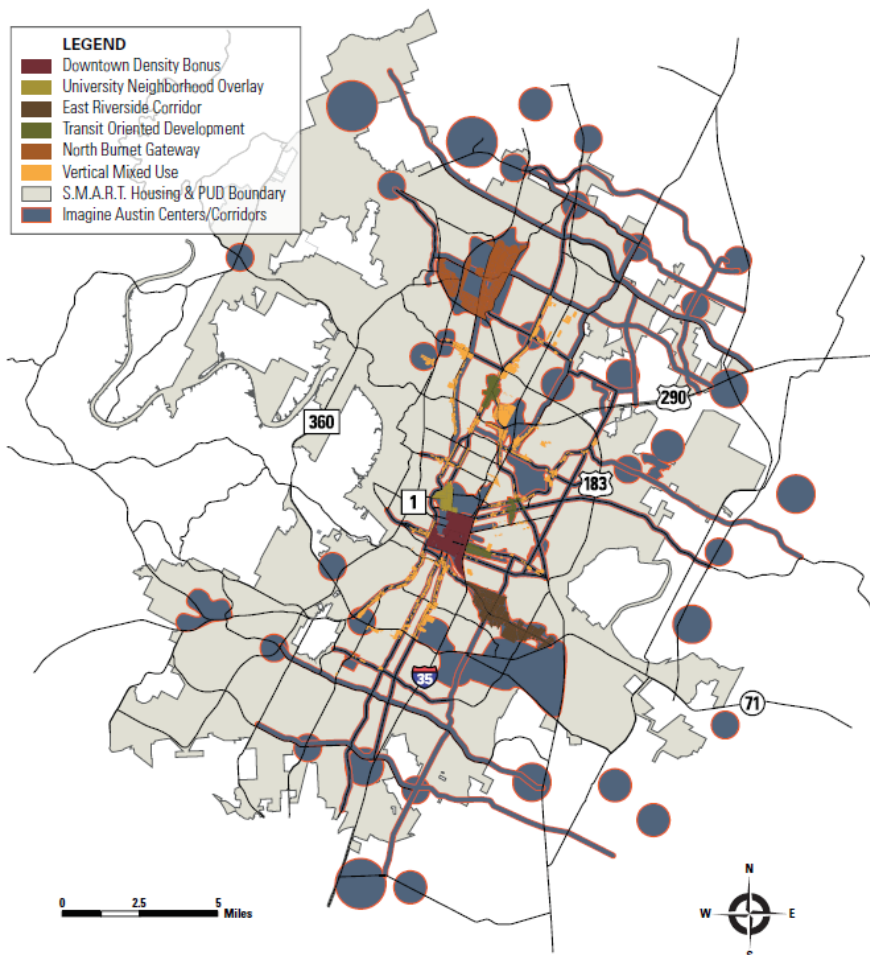 LEGEND
Downtown Density Bonus
University Neighborhood Overlay
East Riverside Corridor
Transit Oriented Development
North Burnet Gateway
Vertical Mixed Use
S.M.A.R.T. Housing & PUD Boundary
Imagine Austin Centers/Corridors
290
360
183
1
35
71
0 2.5 5
Miles
N
W E
S